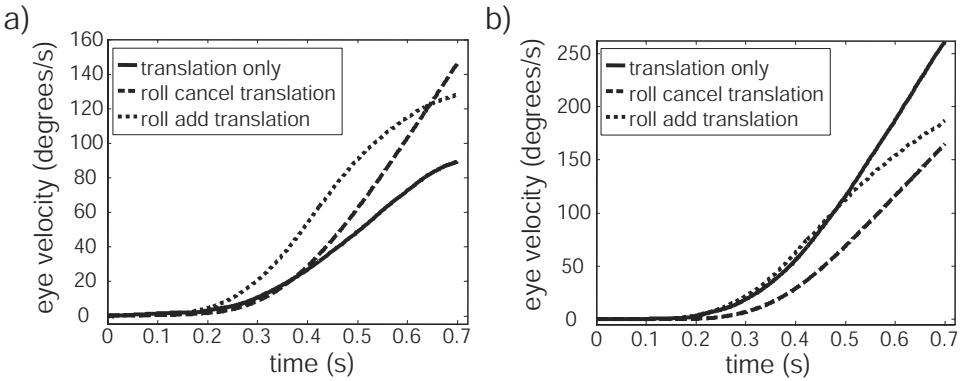 a)
eye velocity (degrees/s)
160
140
120
100
80
60
40
20
0
translation only
roll cancel translation
roll add translation
0 0.1 0.2 0.3 0.4 0.5 0.6 0.7
time (s)
b)
eye velocity (degrees/s)
250
200
150
100
50
0
translation only
roll cancel translation
roll add translation
0 0.1 0.2 0.3 0.4 0.5 0.6 0.7
time (s)